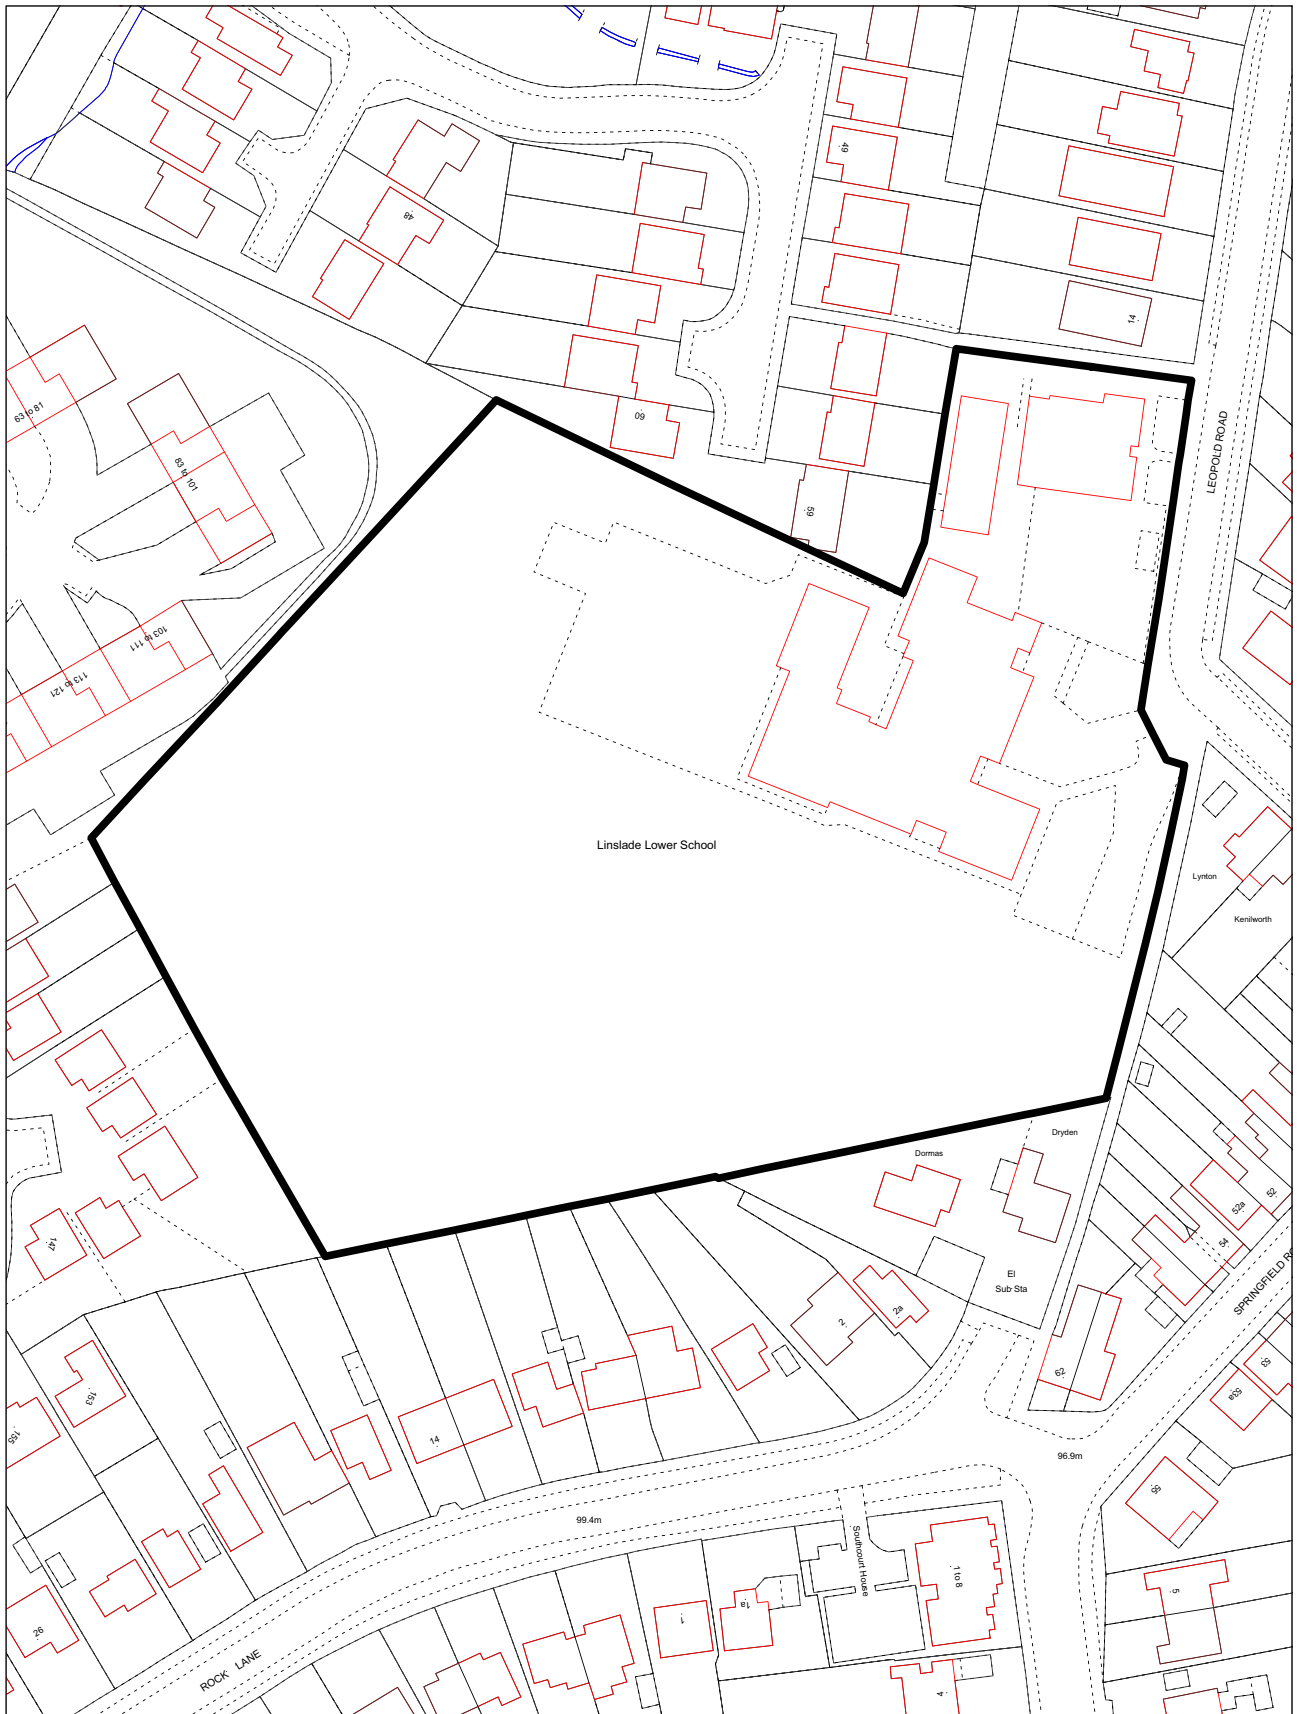 49
48
14
63 to 81
60
LEOPOLD ROAD
83 to 101
59
103 to 111
113 to 121
Linslade Lower School
Lynton
Kenilworth
Dryden
Dormas
52
52a
54
147
El
Sub Sta
SPRINGFIELD R
2a
2
62
53
53a
153
155
14
96.9m
55
99.4m
Southcourt House
1 to 8
5
1a
1
26
ROCK LANE
4